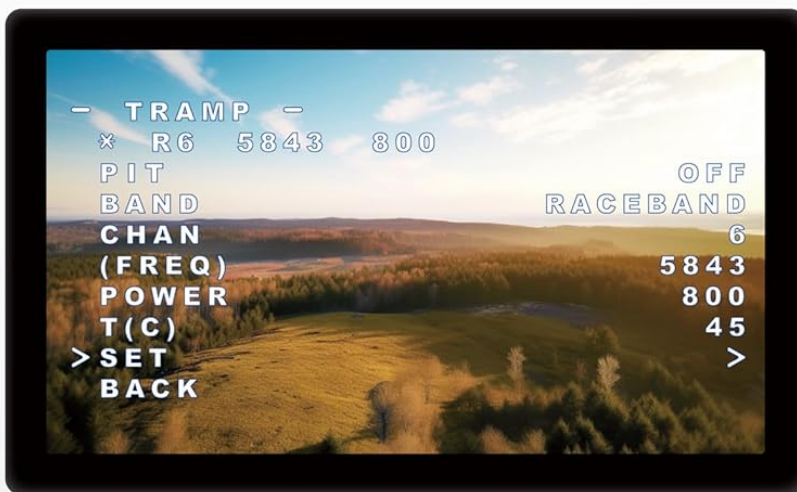 - TRAMP -
* R6 5843 800
PIT OFF
BAND RACEBAND
CHAN 6
(FREQ) 5843
POWER 800
T(C) 45
>SET >
BACK